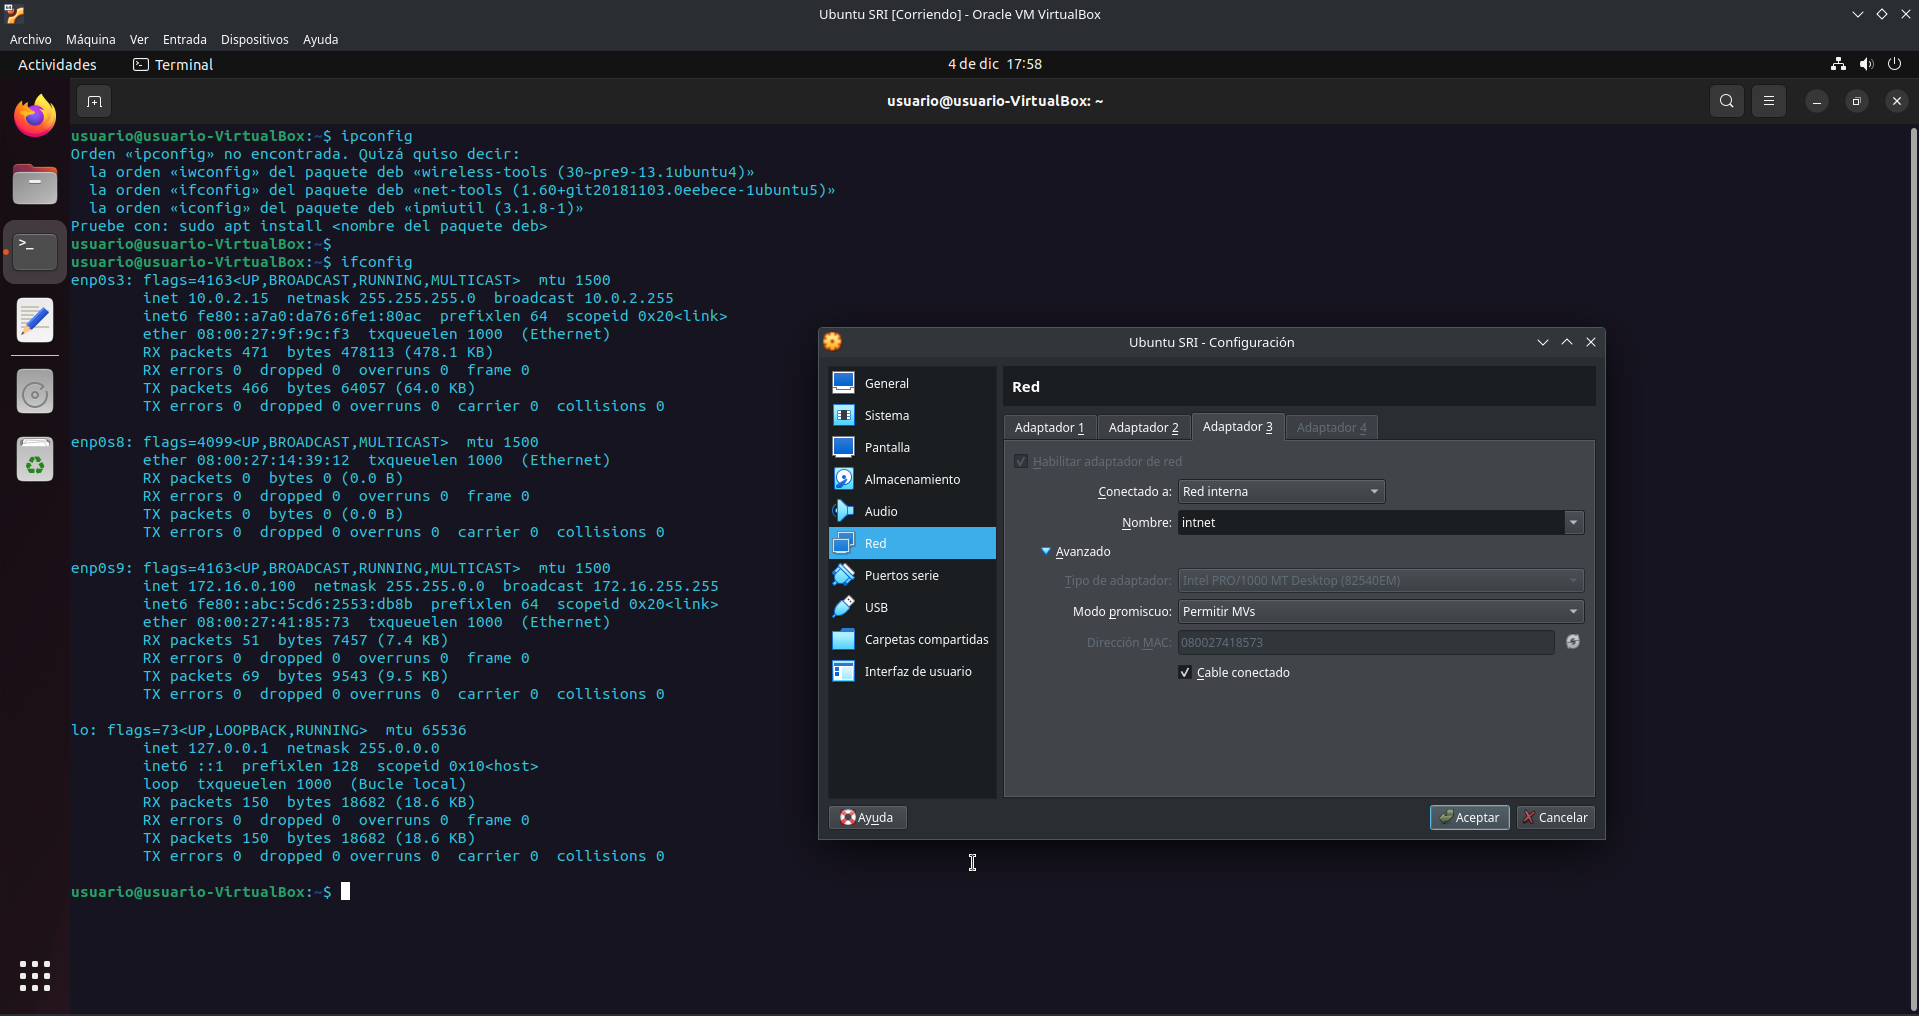 Ubuntu SRI [Corriendo] - Oracle VM VirtualBox
Archivo Máquina Ver Entrada Dispositivos Ayuda
Actividades Terminal 4 de dic 17:58
usuario@usuario-VirtualBox: ~
usuario@usuario-VirtualBox:~$ ipconfig
Orden «ipconfig» no encontrada. Quizá quiso decir:
  la orden «iwconfig» del paquete deb «wireless-tools (30~pre9-13.1ubuntu4)»
  la orden «ifconfig» del paquete deb «net-tools (1.60+git20181103.0eebece-1ubuntu5)»
  la orden «iconfig» del paquete deb «ipmiutil (3.1.8-1)»
Pruebe con: sudo apt install <nombre del paquete deb>
usuario@usuario-VirtualBox:~$
usuario@usuario-VirtualBox:~$ ifconfig
enp0s3: flags=4163<UP,BROADCAST,RUNNING,MULTICAST>  mtu 1500
        inet 10.0.2.15  netmask 255.255.255.0  broadcast 10.0.2.255
        inet6 fe80::a7a0:da76:6fe1:80ac  prefixlen 64  scopeid 0x20<link>
        ether 08:00:27:9f:9c:f3  txqueuelen 1000  (Ethernet)
        RX packets 471  bytes 478113 (478.1 KB)
        RX errors 0  dropped 0  overruns 0  frame 0
        TX packets 466  bytes 64057 (64.0 KB)
        TX errors 0  dropped 0 overruns 0  carrier 0  collisions 0
enp0s8: flags=4099<UP,BROADCAST,MULTICAST>  mtu 1500
        ether 08:00:27:14:39:12  txqueuelen 1000  (Ethernet)
        RX packets 0  bytes 0 (0.0 B)
        RX errors 0  dropped 0  overruns 0  frame 0
        TX packets 0  bytes 0 (0.0 B)
        TX errors 0  dropped 0 overruns 0  carrier 0  collisions 0
enp0s9: flags=4163<UP,BROADCAST,RUNNING,MULTICAST>  mtu 1500
        inet 172.16.0.100  netmask 255.255.0.0  broadcast 172.16.255.255
        inet6 fe80::abc:5cd6:2553:db8b  prefixlen 64  scopeid 0x20<link>
        ether 08:00:27:41:85:73  txqueuelen 1000  (Ethernet)
        RX packets 51  bytes 7457 (7.4 KB)
        RX errors 0  dropped 0  overruns 0  frame 0
        TX packets 69  bytes 9543 (9.5 KB)
        TX errors 0  dropped 0 overruns 0  carrier 0  collisions 0
lo: flags=73<UP,LOOPBACK,RUNNING>  mtu 65536
        inet 127.0.0.1  netmask 255.0.0.0
        inet6 ::1  prefixlen 128  scopeid 0x10<host>
        loop  txqueuelen 1000  (Bucle local)
        RX packets 150  bytes 18682 (18.6 KB)
        RX errors 0  dropped 0  overruns 0  frame 0
        TX packets 150  bytes 18682 (18.6 KB)
        TX errors 0  dropped 0 overruns 0  carrier 0  collisions 0
usuario@usuario-VirtualBox:~$
Ubuntu SRI - Configuración
General
Sistema
Pantalla
Almacenamiento
Audio
Red
Puertos serie
USB
Carpetas compartidas
Interfaz de usuario
Red
Adaptador 1 Adaptador 2 Adaptador 3 Adaptador 4
Habilitar adaptador de red
Conectado a: Red interna
Nombre: intnet
Avanzado
Tipo de adaptador: Intel PRO/1000 MT Desktop (82540EM)
Modo promiscuo: Permitir MVs
Dirección MAC: 080027418573
Cable conectado
Ayuda Aceptar Cancelar